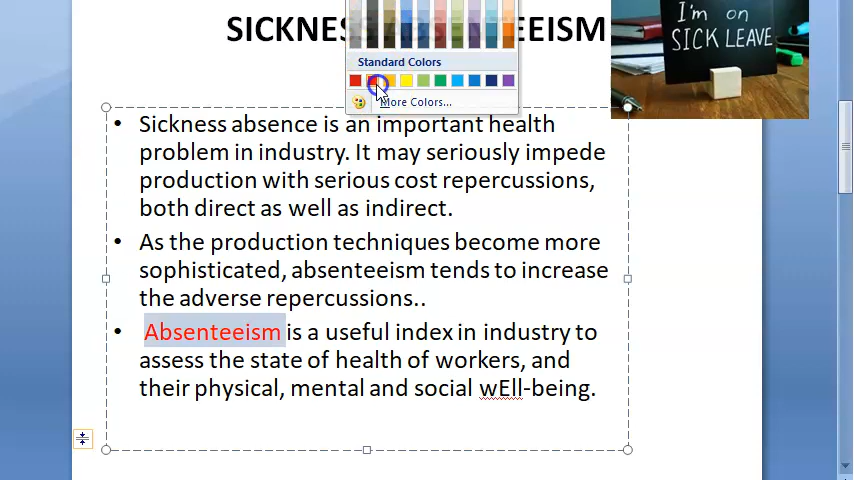 SICKNESS ABSENTEEISM
I'm on
SICK LEAVE
Standard Colors
More Colors...
• Sickness absence is an important health
problem in industry. It may seriously impede
production with serious cost repercussions,
both direct as well as indirect.
• As the production techniques become more
sophisticated, absenteeism tends to increase
the adverse repercussions..
• Absenteeism is a useful index in industry to
assess the state of health of workers, and
their physical, mental and social wEll-being.